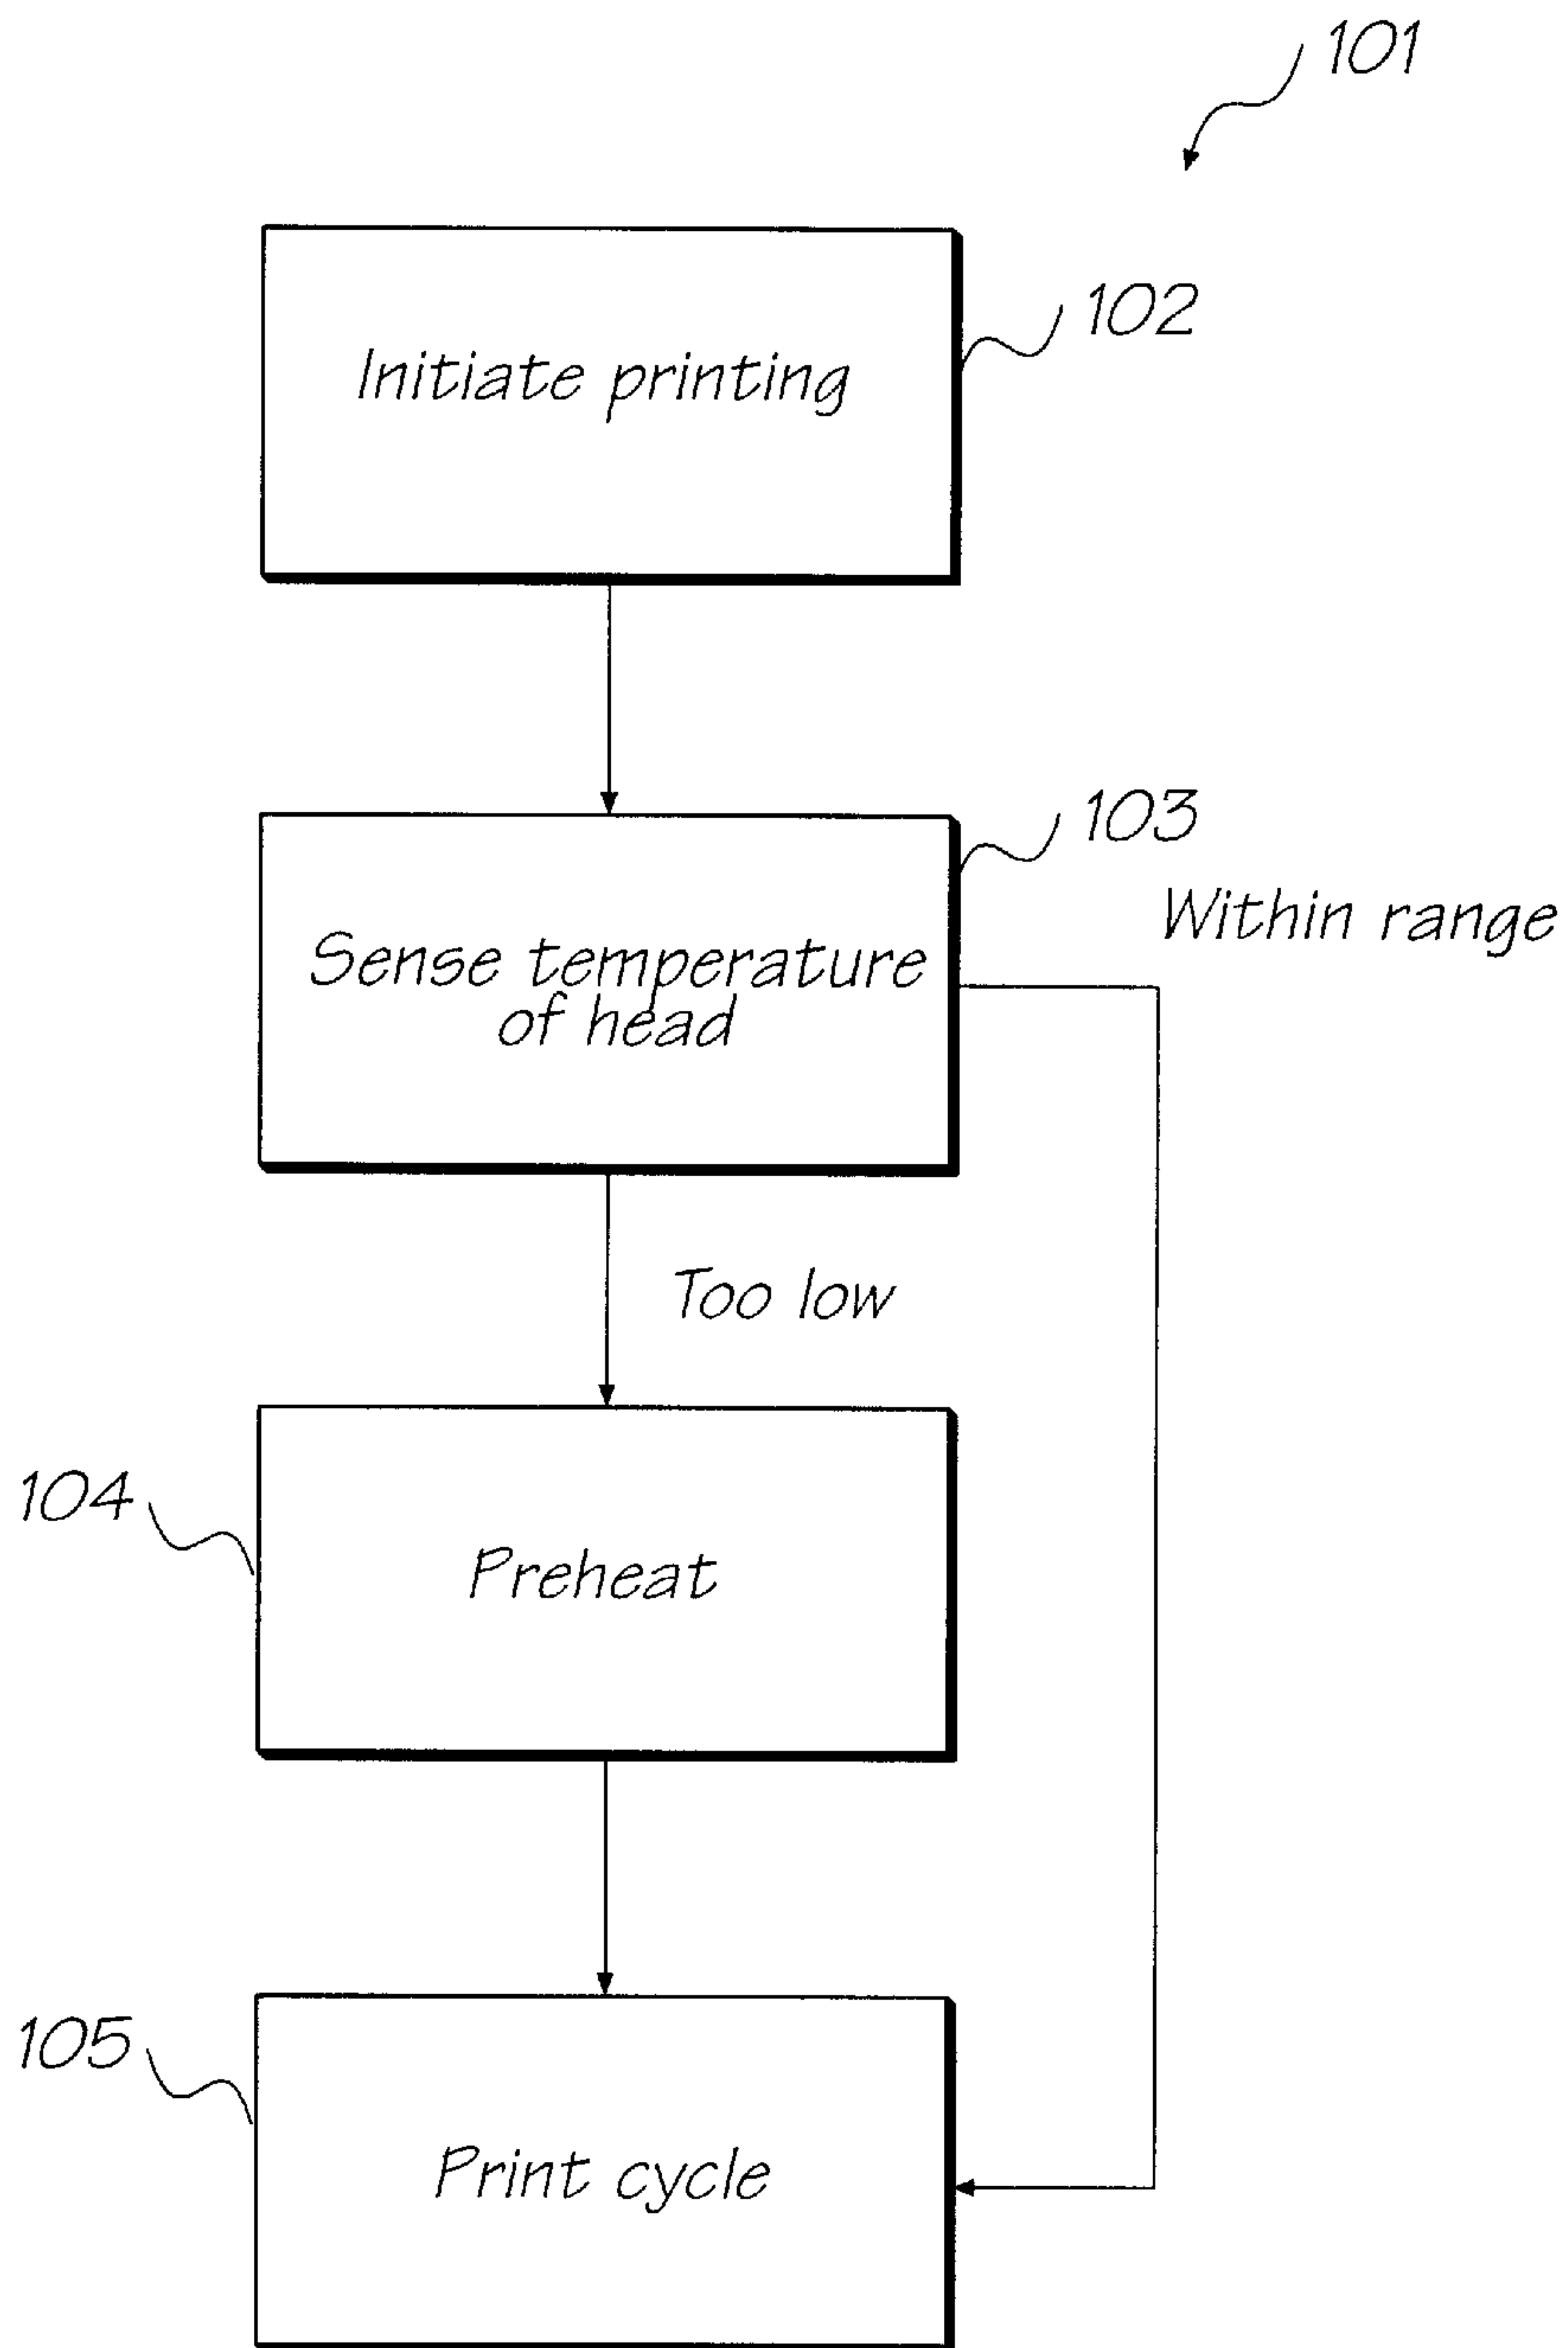 101
Initiate printing
102
103
Within range
Sense temperature
of head
Too low
104
Preheat
105
Print cycle